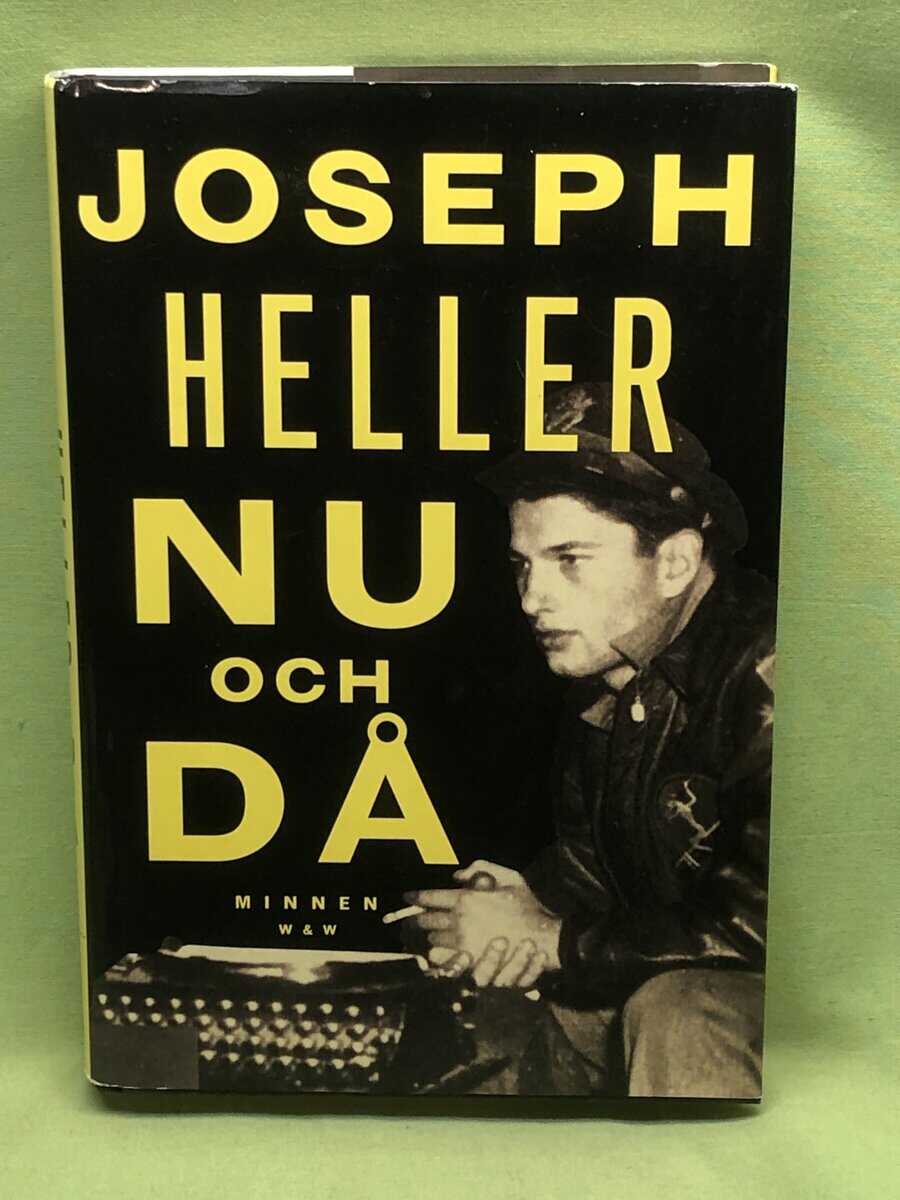 JOSEPH
HELLER
NU
OCH
DÅ
MINNEN
W & W